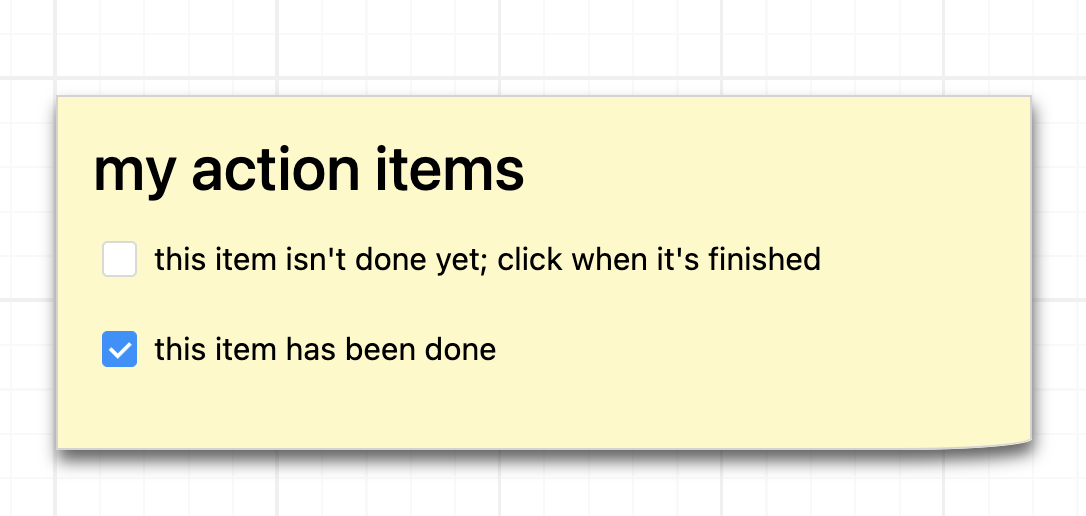 my action items
this item isn't done yet; click when it's finished
this item has been done